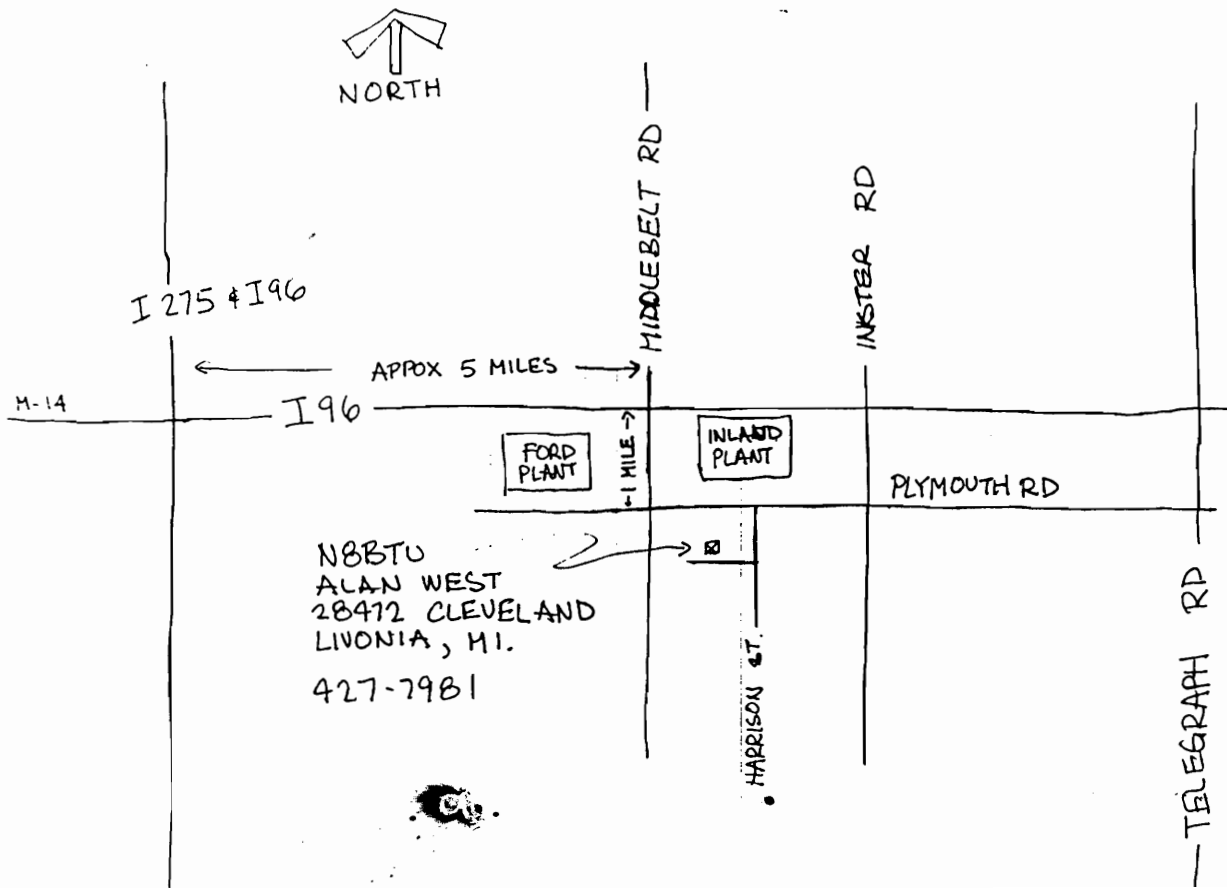 NORTH
MIDDLEBELT RD
INKSTER RD
I 275 & I96
APPOX 5 MILES
M-14
I96
1 MILE
FORD
PLANT
INLAND
PLANT
PLYMOUTH RD
N8BTU
ALAN WEST
28472 CLEVELAND
LIVONIA, MI.
427-7981
HARRISON ST.
TELEGRAPH RD